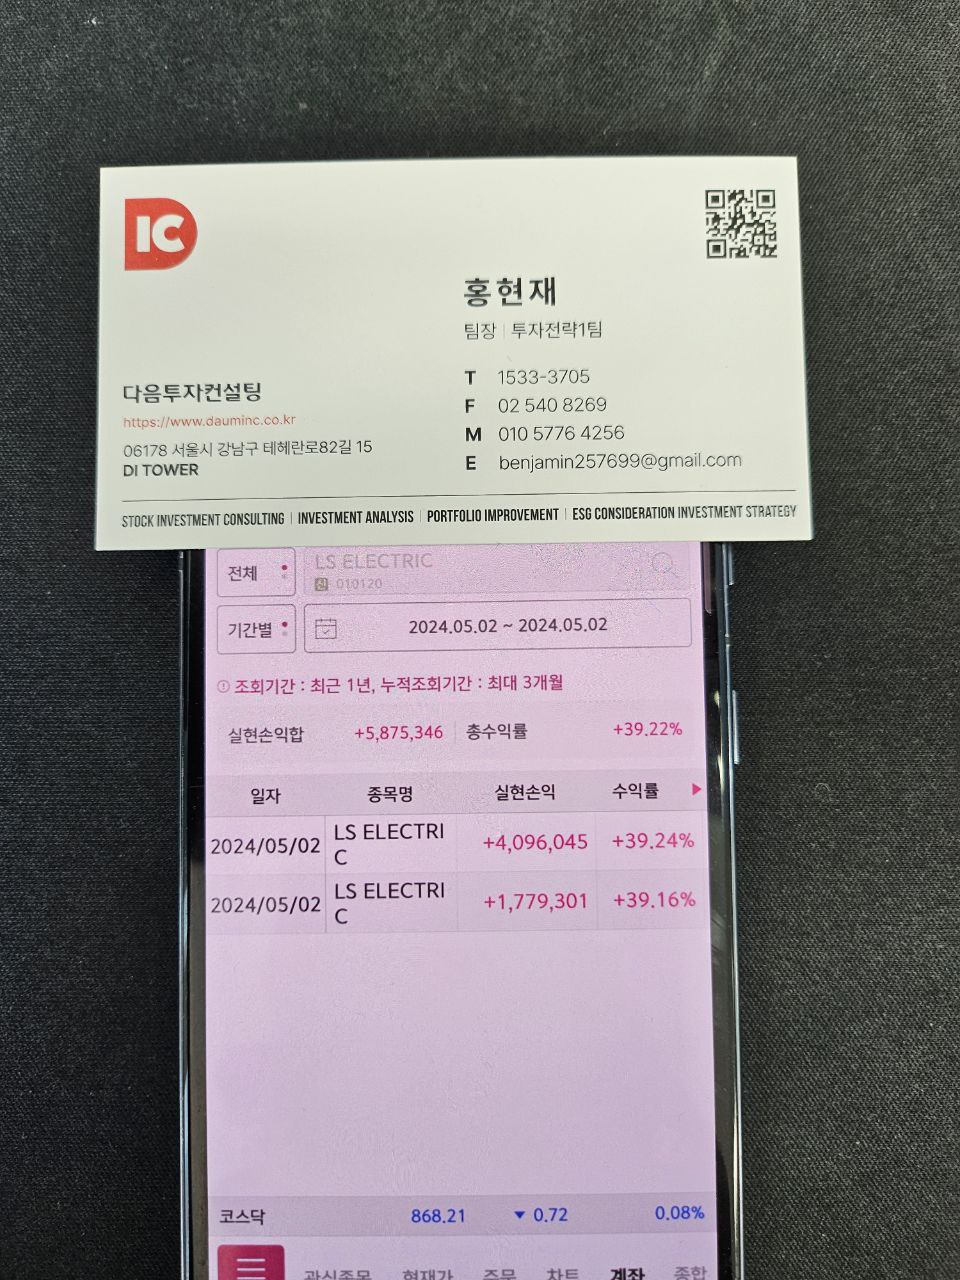 IC
홍현재
팀장 | 투자전략1팀
다음투자컨설팅
https://www.dauminc.co.kr
06178 서울시 강남구 테헤란로82길 15
DI TOWER
T 1533-3705
F 02 540 8269
M 010 5776 4256
E benjamin257699@gmail.com
STOCK INVESTMENT CONSULTING | INVESTMENT ANALYSIS | PORTFOLIO IMPROVEMENT | ESG CONSIDERATION INVESTMENT STRATEGY
전체 LS ELECTRIC
신 010120
기간별 2024.05.02 ~ 2024.05.02
조회기간 : 최근 1년, 누적조회기간 : 최대 3개월
실현손익합 +5,875,346 총수익률 +39.22%
일자 종목명 실현손익 수익률
2024/05/02 LS ELECTRI
C +4,096,045 +39.24%
2024/05/02 LS ELECTRI
C +1,779,301 +39.16%
코스닥 868.21 ▼ 0.72 0.08%
관심종목 현재가 주문 차트 계좌 종합